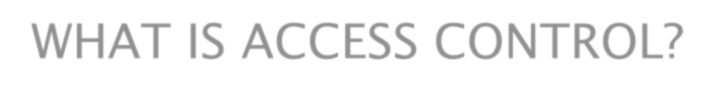 WHAT IS ACCESS CONTROL?